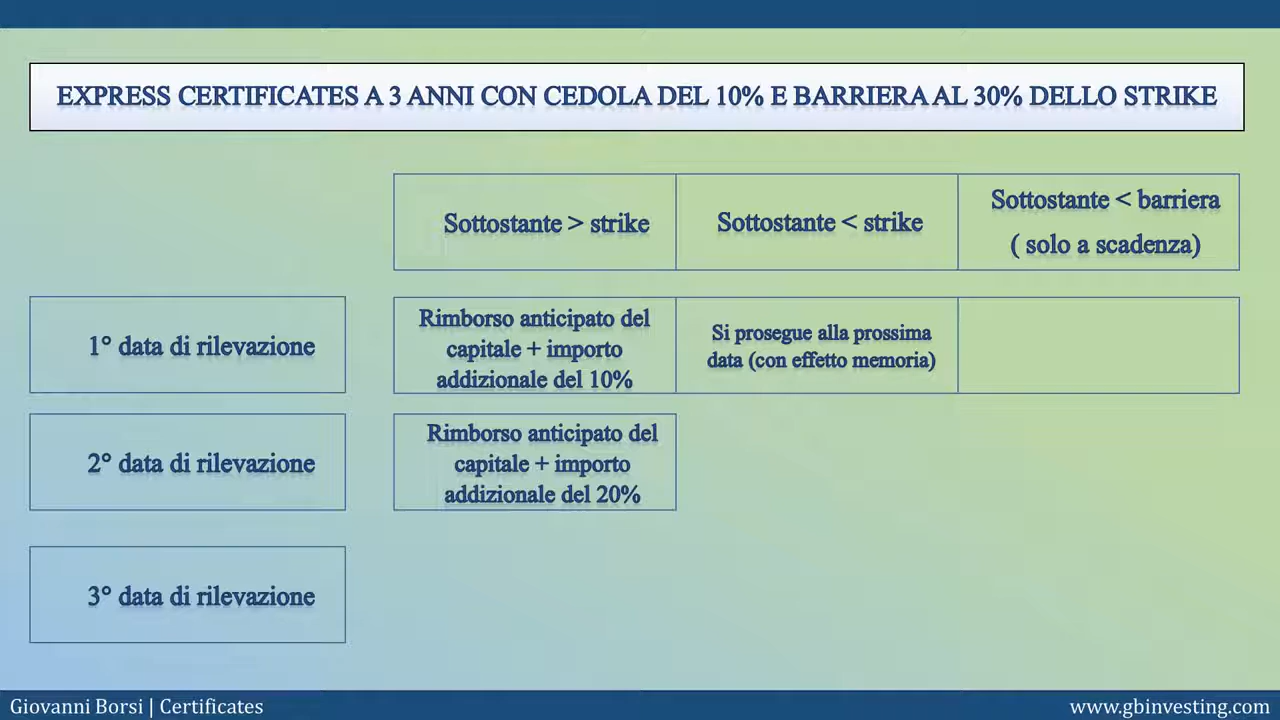 EXPRESS CERTIFICATES A 3 ANNI CON CEDOLA DEL 10% E BARRIERA AL 30% DELLO STRIKE
Sottostante > strike
Sottostante < strike
Sottostante < barriera
( solo a scadenza)
1° data di rilevazione
Rimborso anticipato del
capitale + importo
addizionale del 10%
Si prosegue alla prossima
data (con effetto memoria)
2° data di rilevazione
Rimborso anticipato del
capitale + importo
addizionale del 20%
3° data di rilevazione
Giovanni Borsi | Certificates
www.gbinvesting.com